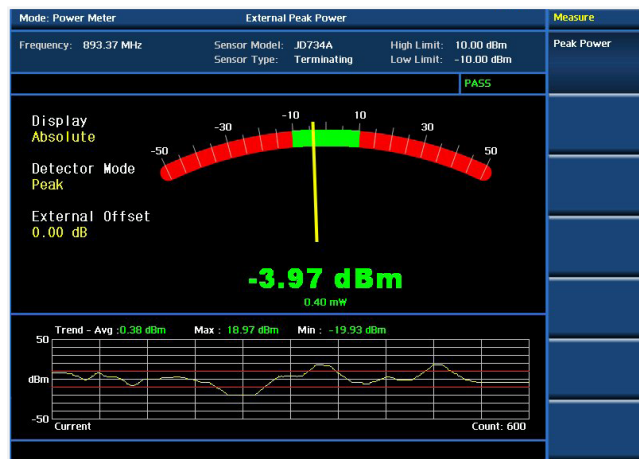 Mode: Power Meter External Peak Power Measure
Frequency: 893.37 MHz Sensor Model: JD734A High Limit: 10.00 dBm Peak Power
Sensor Type: Terminating Low Limit: -10.00 dBm
PASS
Display
Absolute
Detector Mode
Peak
External Offset
0.00 dB
-50 -30 -10 10 30 50
-3.97 dBm
0.40 mW
Trend - Avg :0.38 dBm Max : 18.97 dBm Min : -19.93 dBm
50
dBm
-50
Current Count: 600